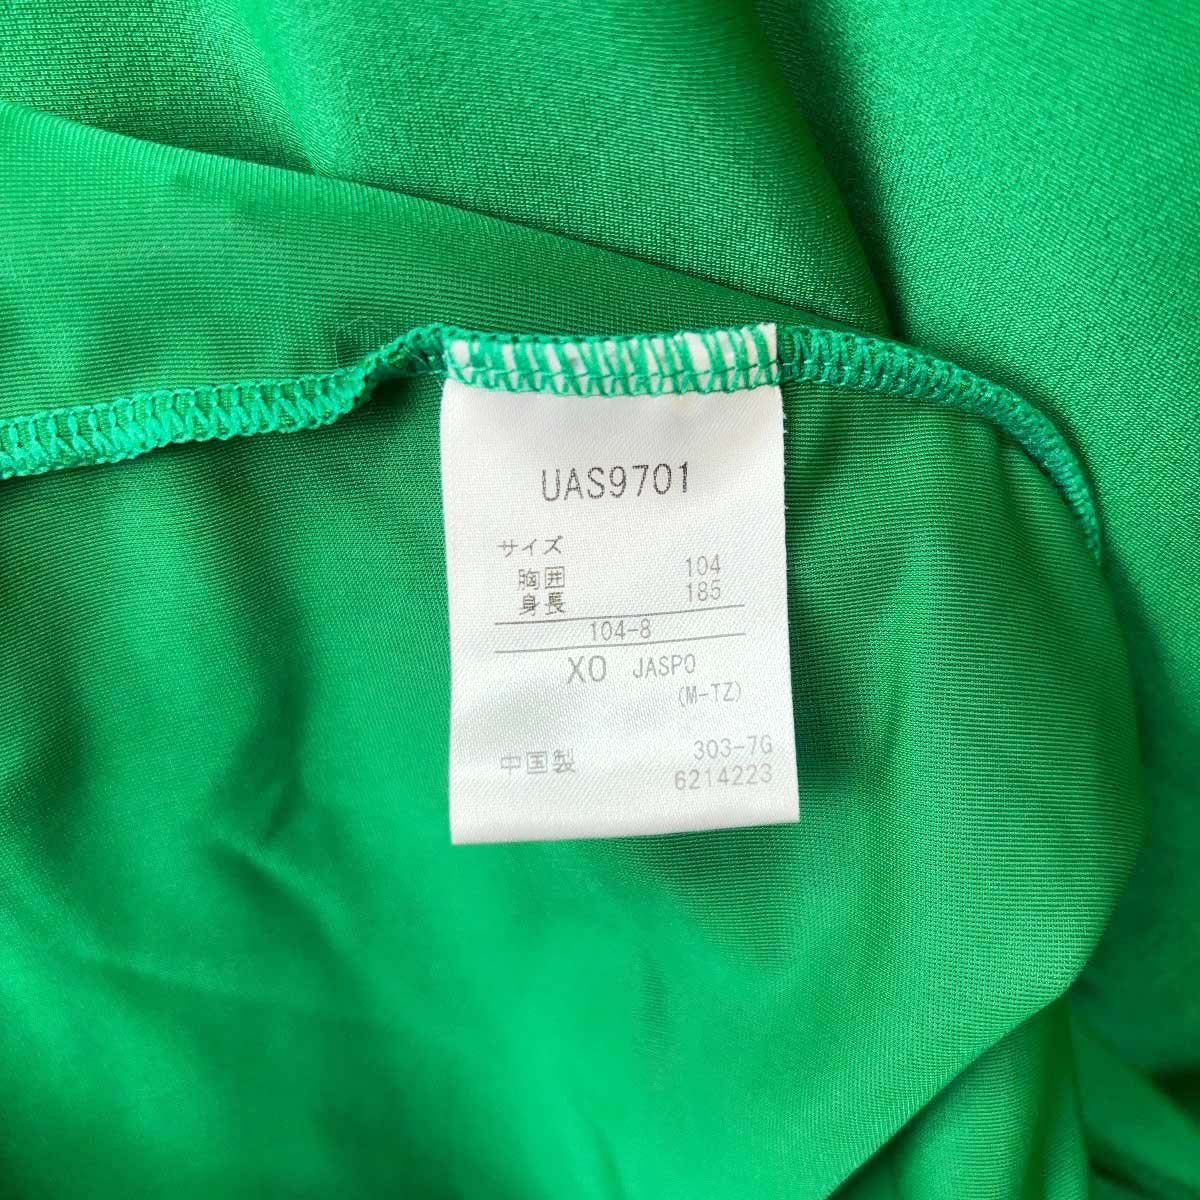 UAS9701
サイズ
胸囲 104
身長 185
104-8
XO JASPO
(M-TZ)
中国製 303-7G
6214223